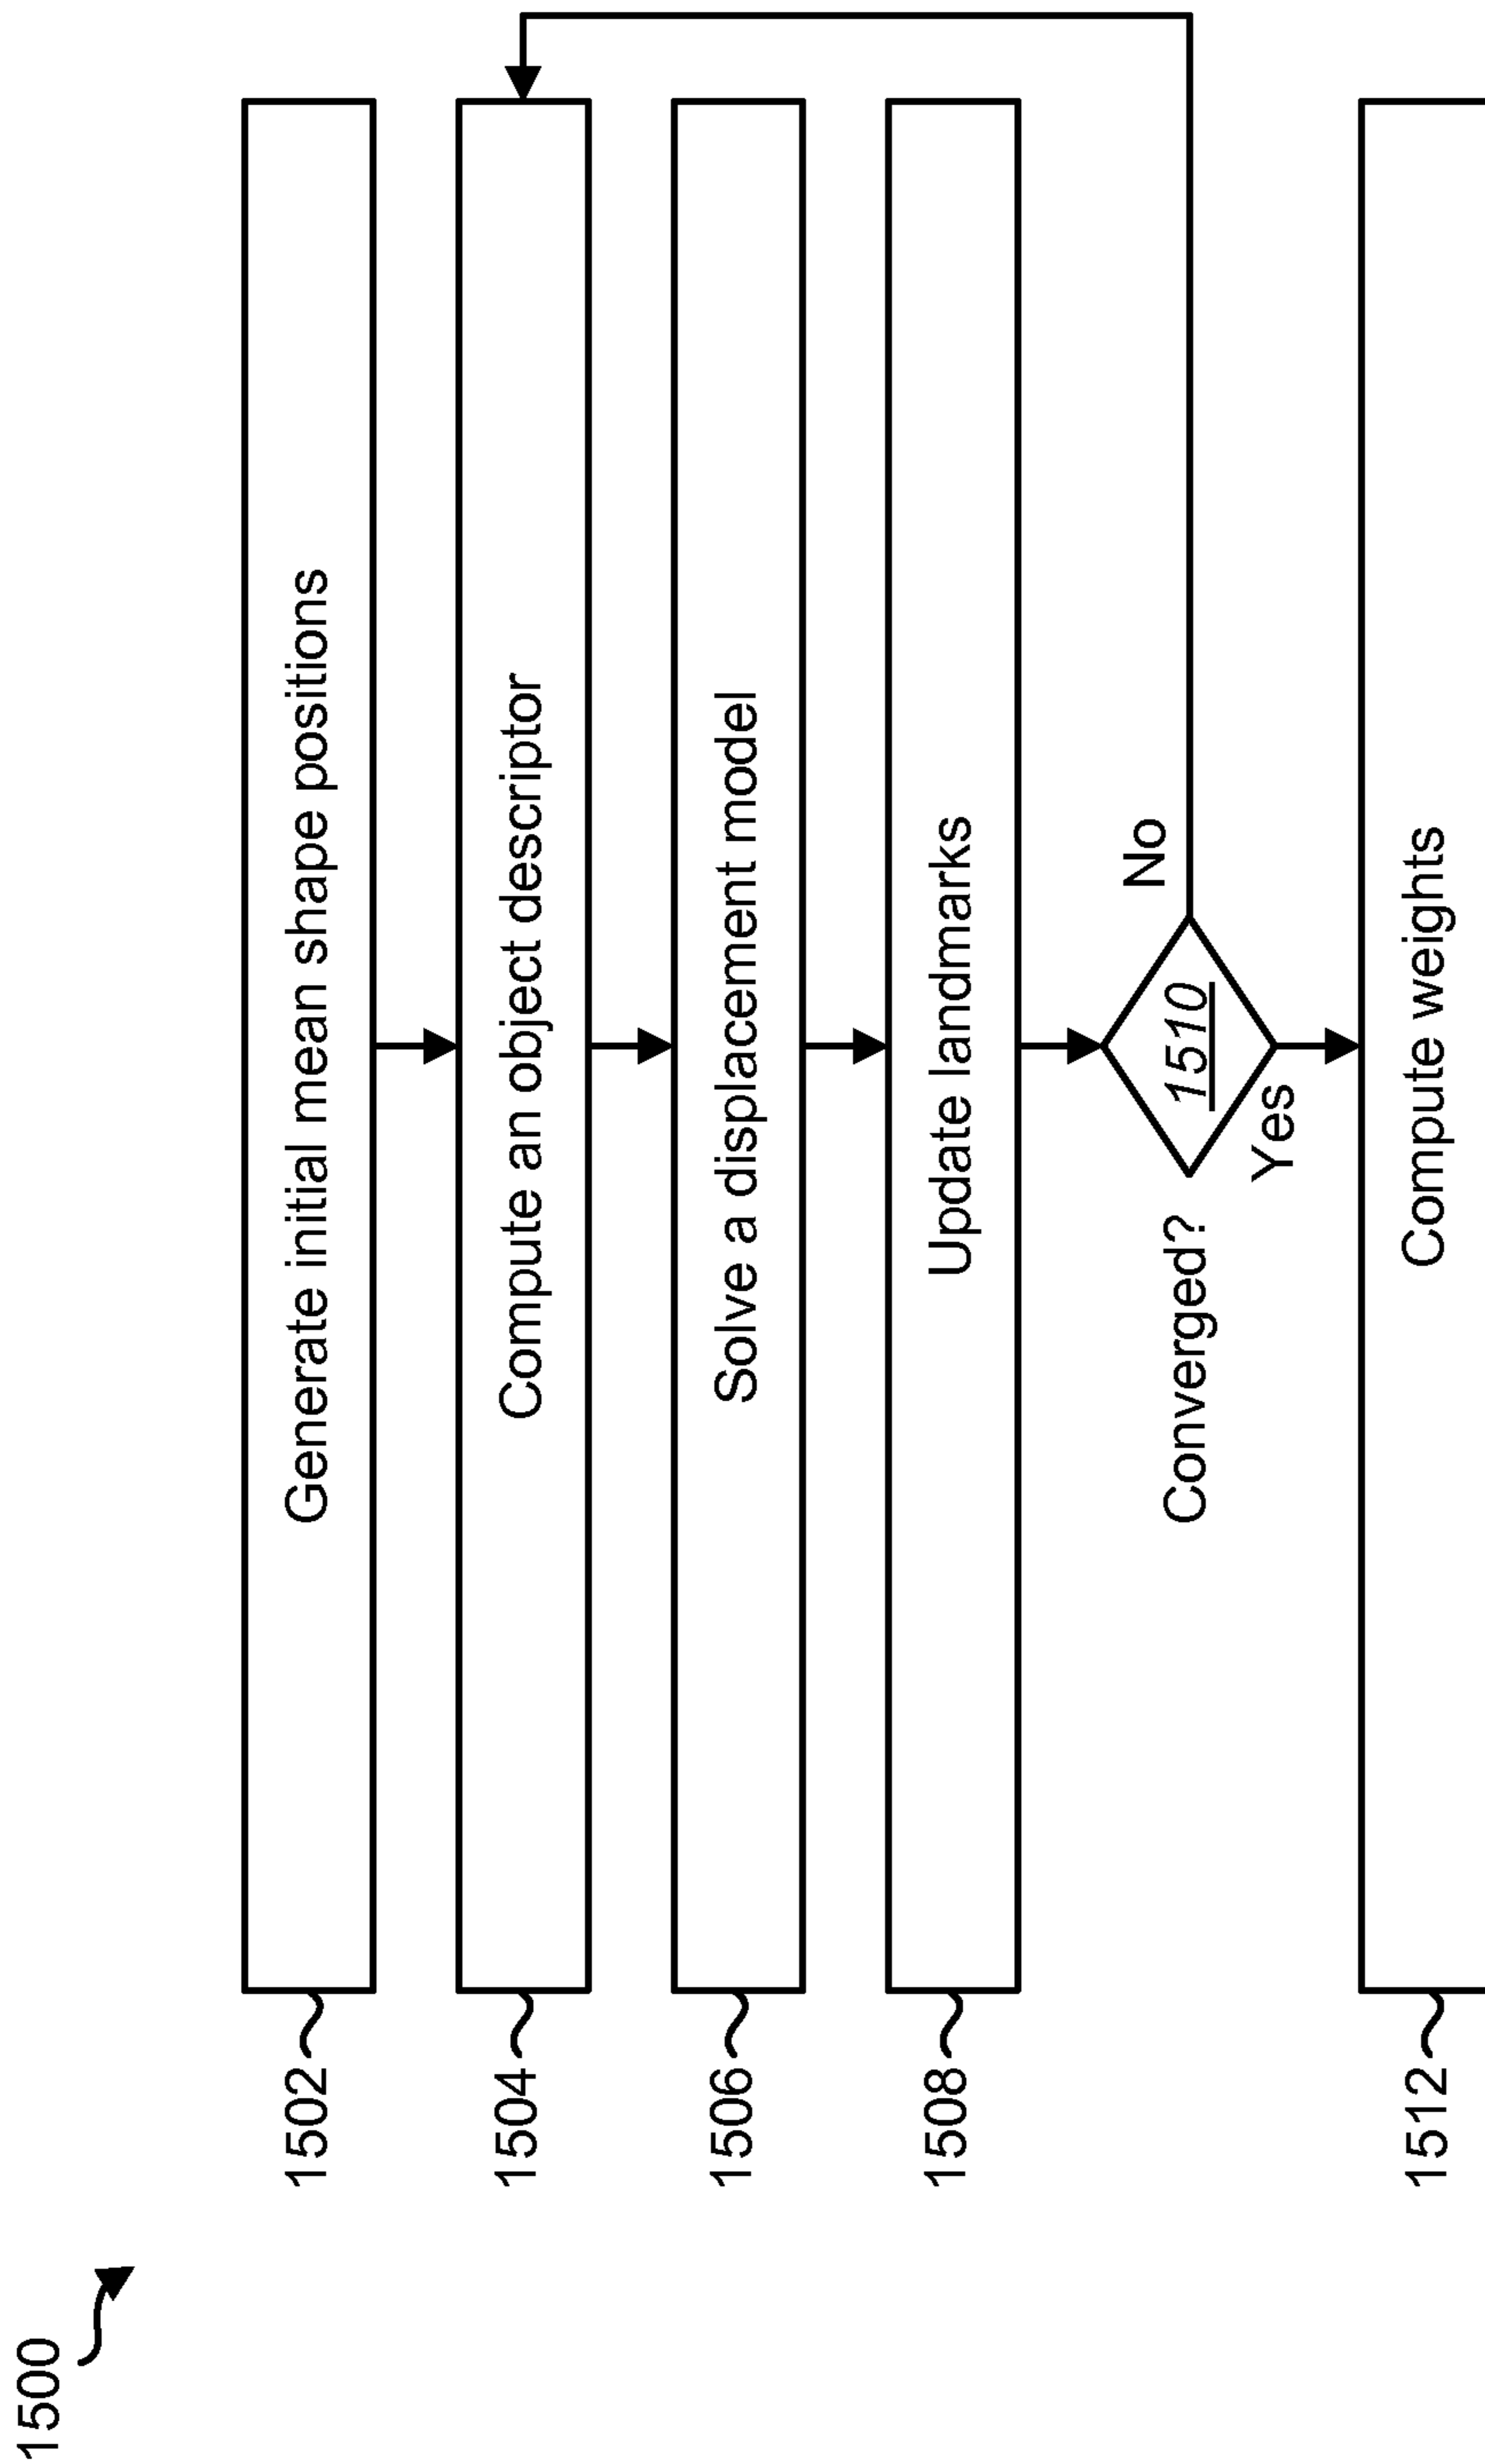 1500
1502
Generate initial mean shape positions
1504
Compute an object descriptor
1506
Solve a displacement model
1508
Update landmarks
Converged?
1510
No
Yes
1512
Compute weights